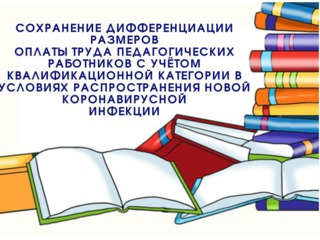 СОХРАНЕНИЕ ДИФФЕРЕНЦИАЦИИ
РАЗМЕРОВ
ОПЛАТЫ ТРУДА ПЕДАГОГИЧЕСКИХ
РАБОТНИКОВ С УЧЁТОМ
КВАЛИФИКАЦИОННОЙ КАТЕГОРИИ В
УСЛОВИЯХ РАСПРОСТРАНЕНИЯ НОВОЙ
КОРОНАВИРУСНОЙ
ИНФЕКЦИИ